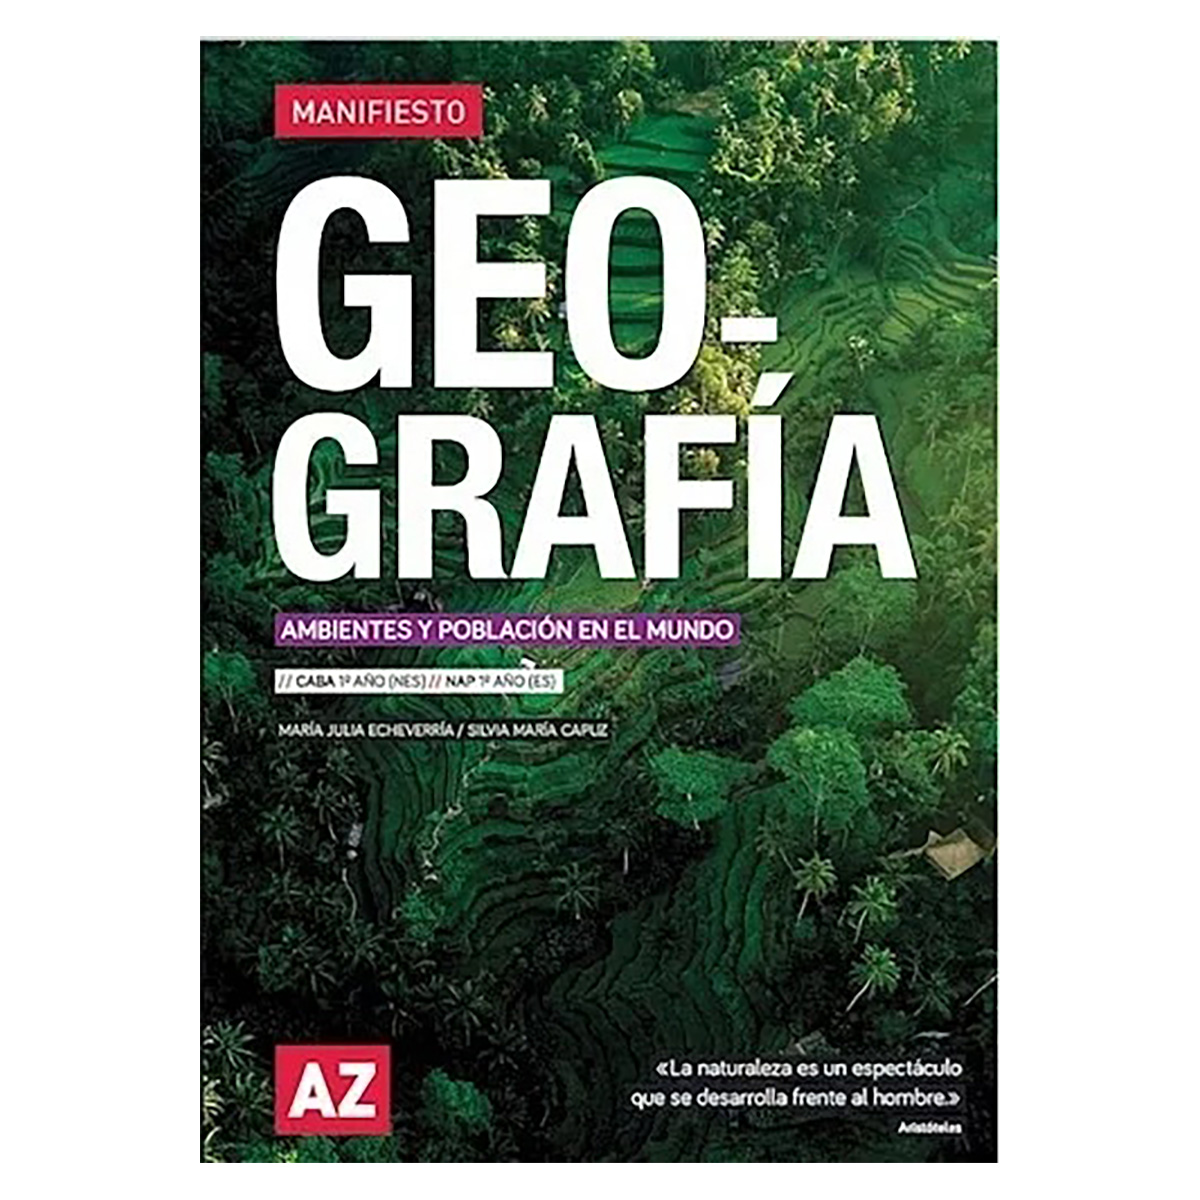 MANIFIESTO
GEO-
GRAFÍA
AMBIENTES Y POBLACIÓN EN EL MUNDO
// CABA 1º AÑO (NES) // NAP 1º AÑO (ES)
MARÍA JULIA ECHEVERRÍA / SILVIA MARÍA CAPUZ
AZ
«La naturaleza es un espectáculo
que se desarrolla frente al hombre.»
Aristóteles